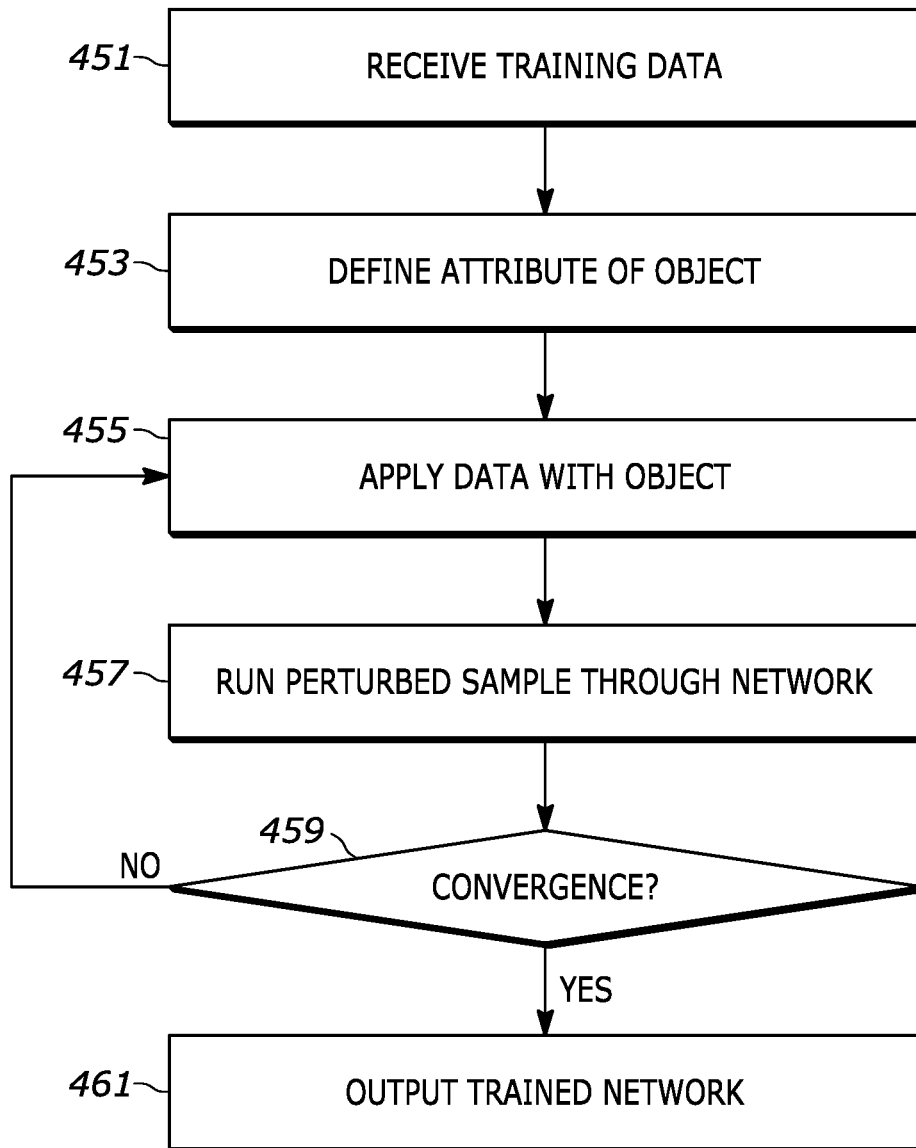 451
RECEIVE TRAINING DATA
453
DEFINE ATTRIBUTE OF OBJECT
455
APPLY DATA WITH OBJECT
457
RUN PERTURBED SAMPLE THROUGH NETWORK
459
NO
CONVERGENCE?
YES
461
OUTPUT TRAINED NETWORK